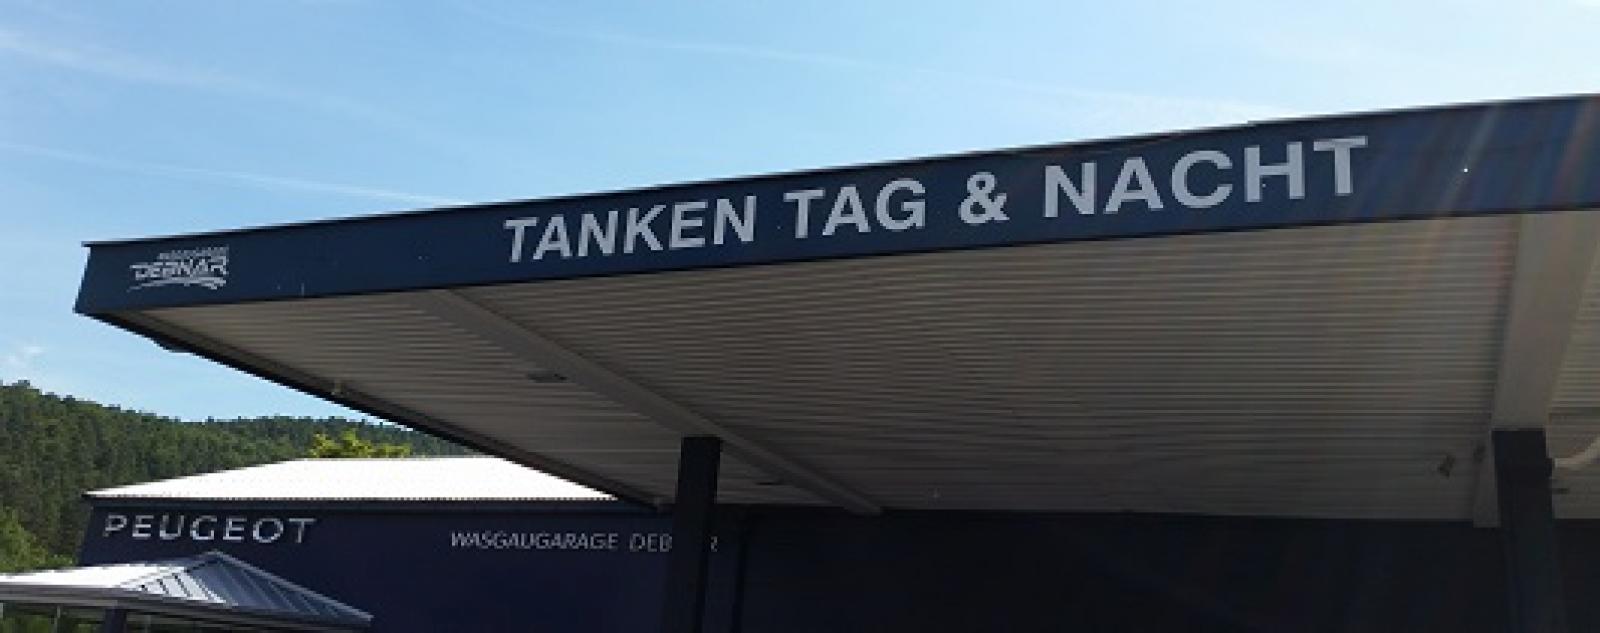 TANKEN TAG & NACHT
DEBNAR
PEUGEOT
WASGAUGARAGE